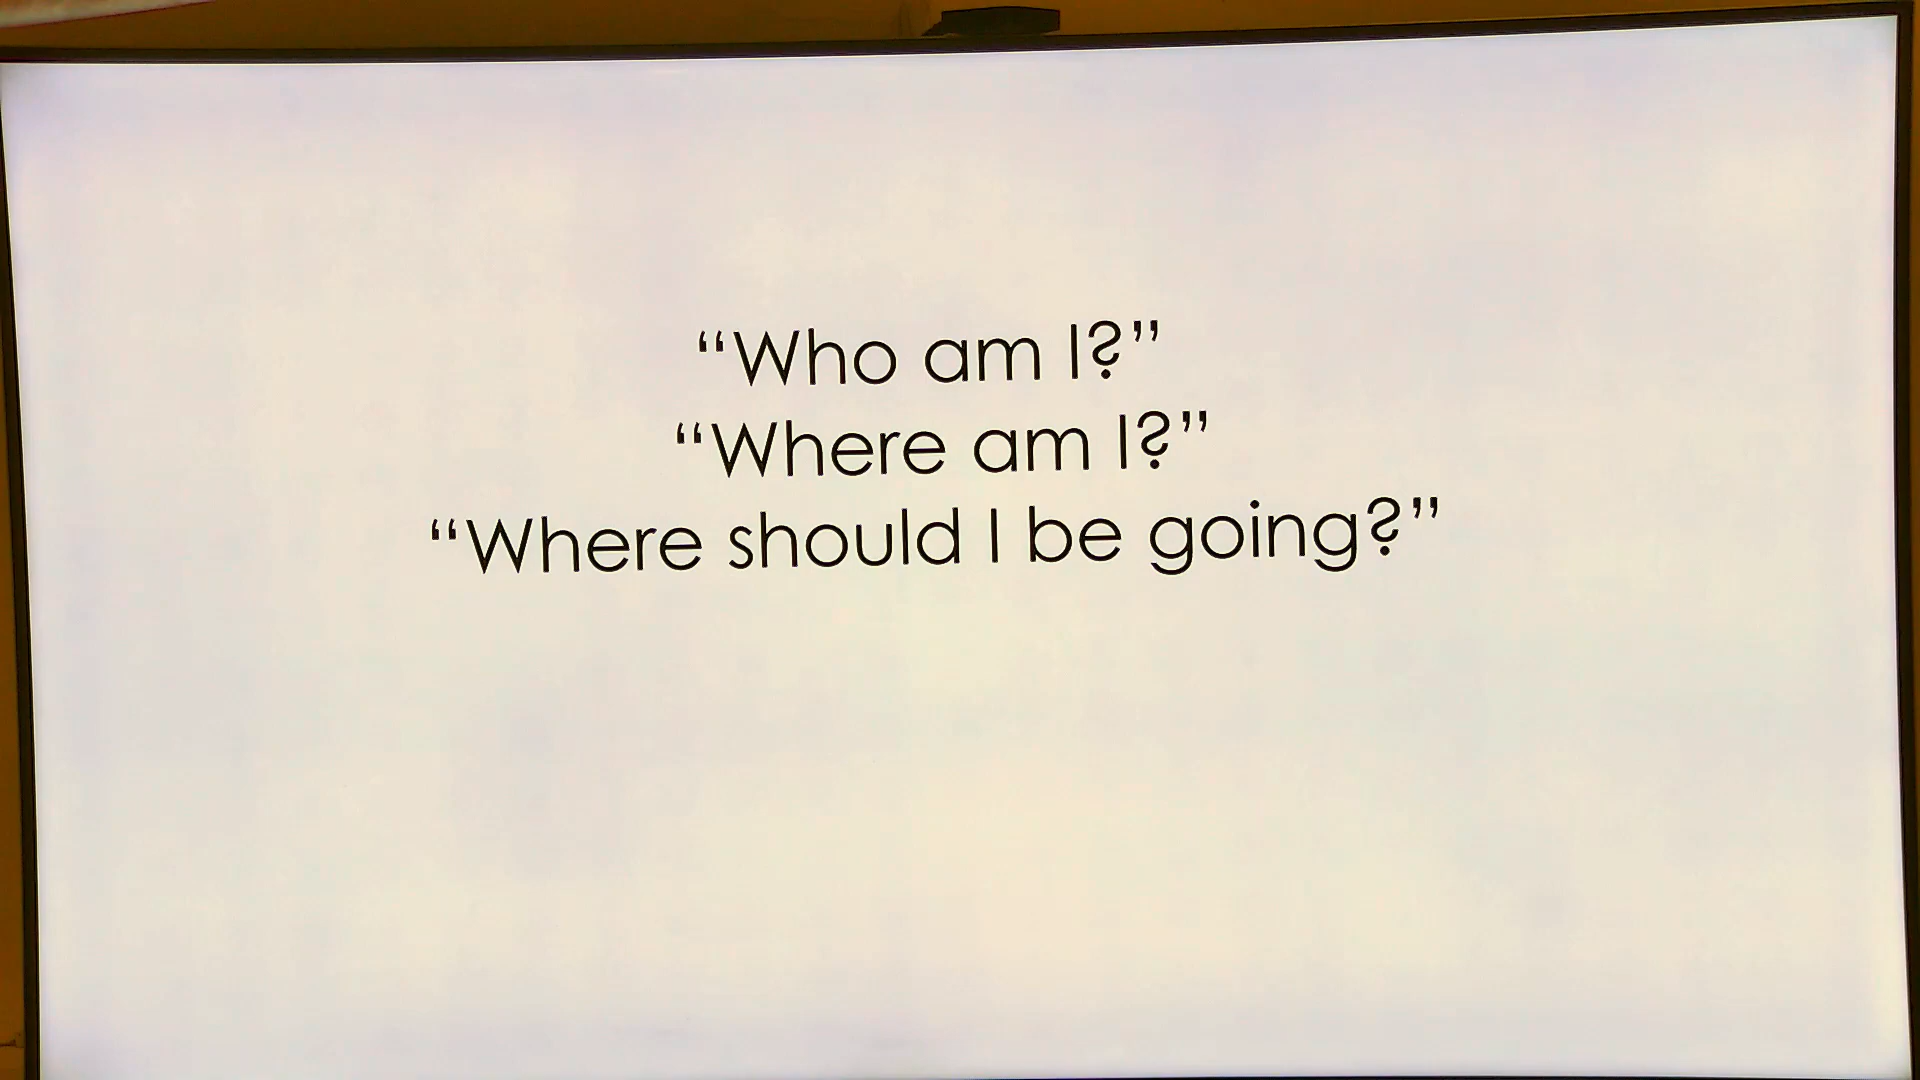 “Who am I?”
“Where am I?”
“Where should I be going?”